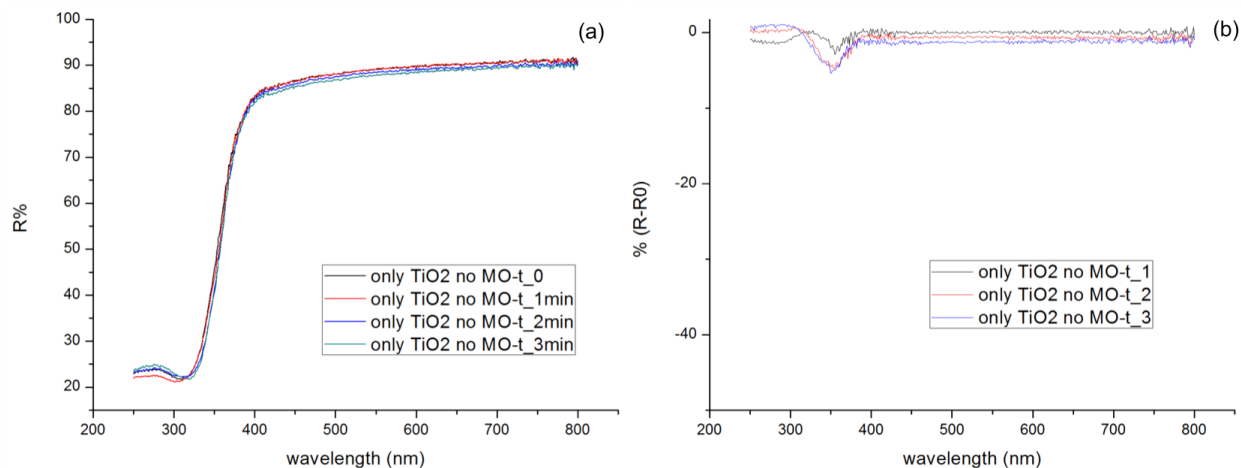 (a)
R%
100
90
80
70
60
50
40
30
20
only TiO2 no MO-t_0
only TiO2 no MO-t_1min
only TiO2 no MO-t_2min
only TiO2 no MO-t_3min
200 300 400 500 600 700 800
wavelength (nm)
(b)
% (R-R0)
0
-20
-40
only TiO2 no MO-t_1
only TiO2 no MO-t_2
only TiO2 no MO-t_3
200 300 400 500 600 700 800
wavelength (nm)